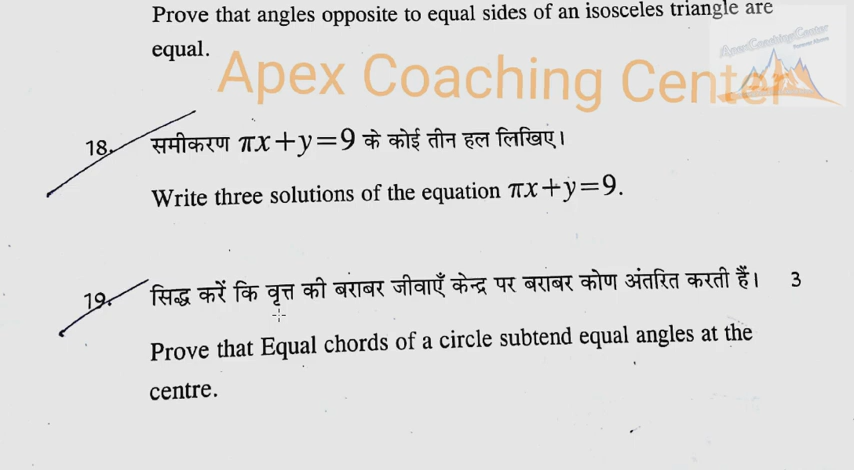 Prove that angles opposite to equal sides of an isosceles triangle are
equal.
Apex Coaching Center
ApexCoachingCenter
18. समीकरण πx+y=9 के कोई तीन हल लिखिए।
Write three solutions of the equation πx+y=9.
19. सिद्ध करें कि वृत्त की बराबर जीवाएँ केन्द्र पर बराबर कोण अंतरित करती हैं। 3
Prove that Equal chords of a circle subtend equal angles at the
centre.